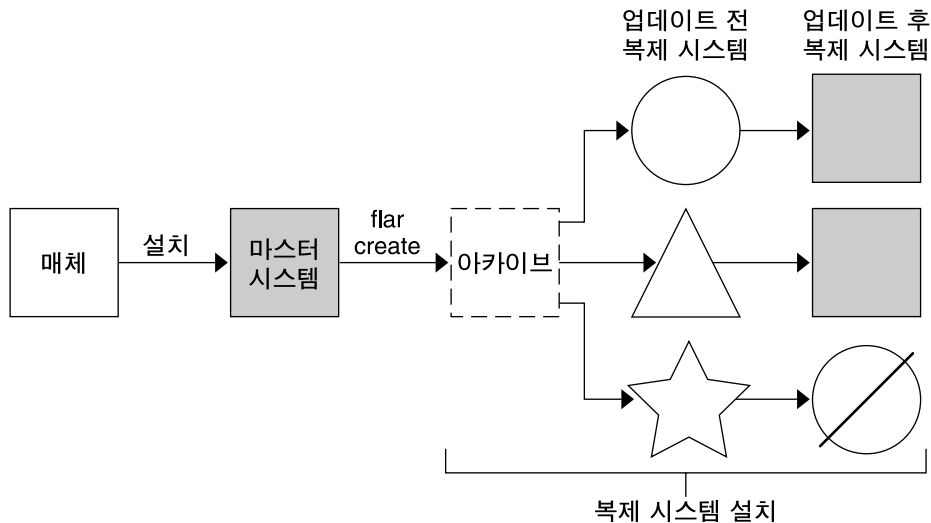 업데이트 전
복제 시스템
업데이트 후
복제 시스템
매체
설치
마스터
시스템
flar
create
아카이브
복제 시스템 설치